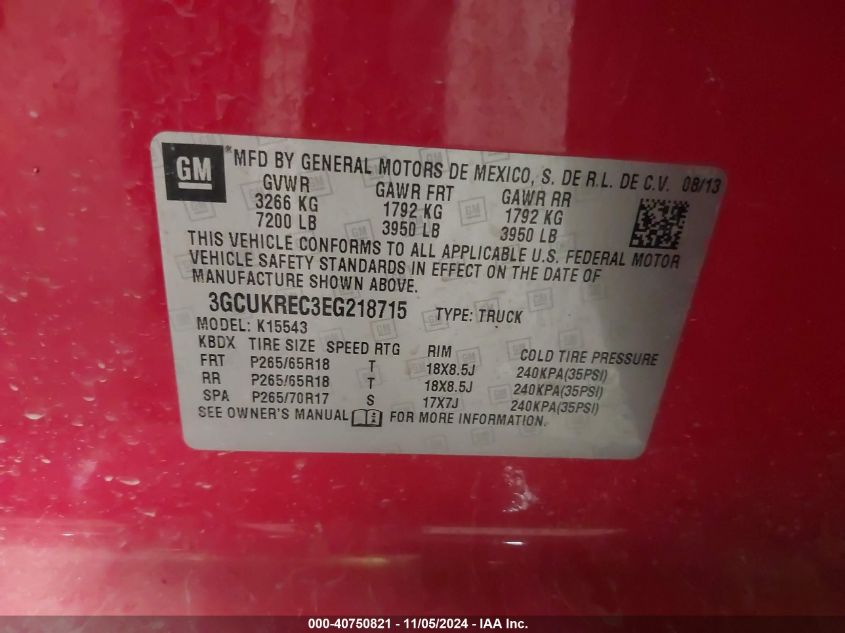 GM *MFD BY GENERAL MOTORS DE MEXICO, S. DE R.L. DE C.V. 08/13
GVWR GAWR FRT GAWR RR
3266 KG 1792 KG 1792 KG
7200 LB 3950 LB 3950 LB
THIS VEHICLE CONFORMS TO ALL APPLICABLE U.S. FEDERAL MOTOR
VEHICLE SAFETY STANDARDS IN EFFECT ON THE DATE OF
MANUFACTURE SHOWN ABOVE.
3GCUKREC3EG218715 TYPE: TRUCK
MODEL: K15543
KBDX TIRE SIZE SPEED RTG RIM COLD TIRE PRESSURE
FRT P265/65R18 T 18X8.5J 240KPA(35PSI)
RR P265/65R18 T 18X8.5J 240KPA(35PSI)
SPA P265/70R17 S 17X7J 240KPA(35PSI)
SEE OWNER'S MANUAL FOR MORE INFORMATION.
000-40750821 - 11/05/2024 - IAA Inc.